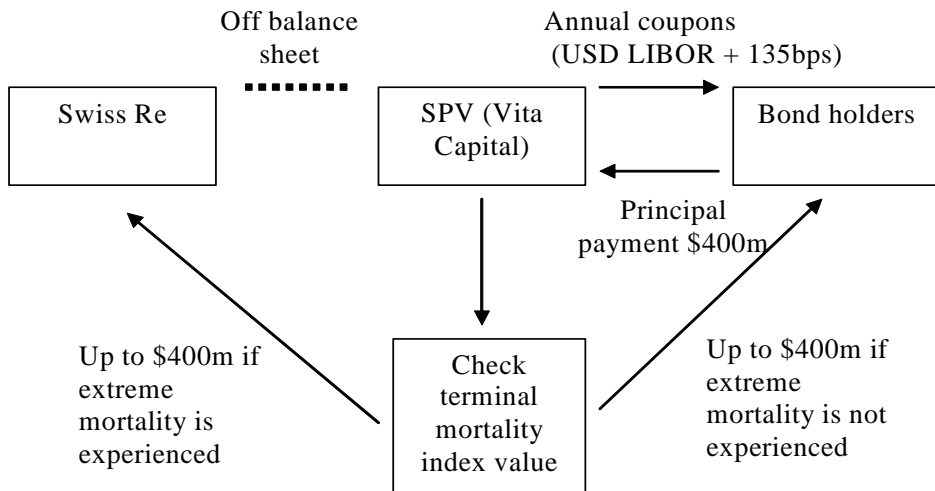 Off balance
sheet
Annual coupons
(USD LIBOR + 135bps)
Swiss Re
SPV (Vita
Capital)
Bond holders
Principal
payment $400m
Up to $400m if
extreme
mortality is
experienced
Check
terminal
mortality
index value
Up to $400m if
extreme
mortality is not
experienced